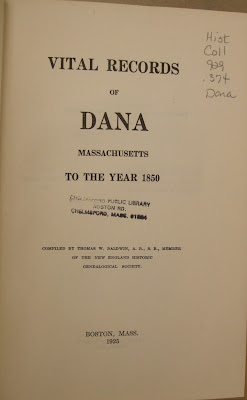 Hist
Coll
929
.374
Dana
VITAL RECORDS
OF
DANA
MASSACHUSETTS
TO THE YEAR 1850
PUBLIC LIBRARY
BOSTON RD.
CHELMSFORD, MASS. 01824
COMPILED BY THOMAS W. BALDWIN, A. B., S. B., MEMBER
OF THE NEW ENGLAND HISTORIC
GENEALOGICAL SOCIETY.
BOSTON, MASS.
1925